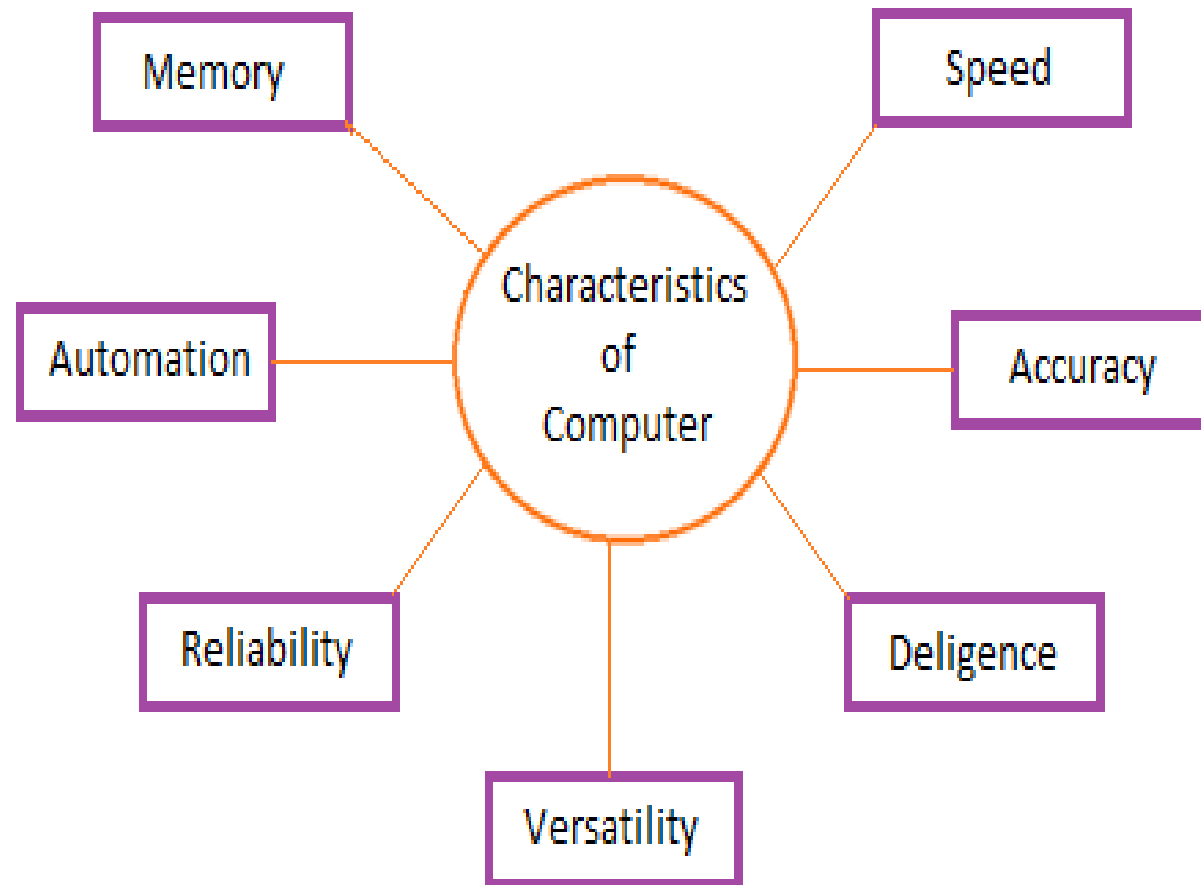 Memory
Speed
Characteristics
of
Computer
Automation
Accuracy
Reliability
Deligence
Versatility